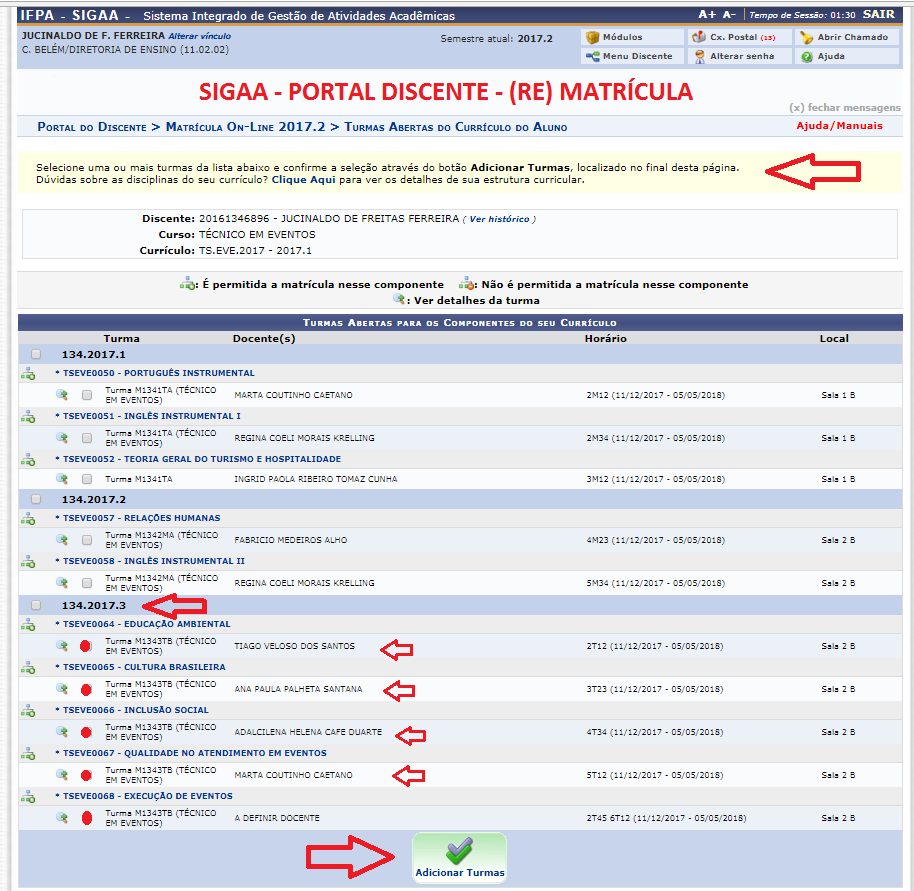 IFPA - SIGAA - Sistema Integrado de Gestão de Atividades Acadêmicas A+ A- Tempo de Sessão: 01:30 SAIR
JUCINALDO DE F. FERREIRA Alterar vínculo
C. BELÉM/DIRETORIA DE ENSINO (11.02.02)
Semestre atual: 2017.2
Módulos Cx. Postal (13) Abrir Chamado
Menu Discente Alterar senha Ajuda
SIGAA - PORTAL DISCENTE - (RE) MATRÍCULA
(x) fechar mensagens
PORTAL DO DISCENTE > MATRÍCULA ON-LINE 2017.2 > TURMAS ABERTAS DO CURRÍCULO DO ALUNO Ajuda/Manuais
Selecione uma ou mais turmas da lista abaixo e confirme a seleção através do botão Adicionar Turmas, localizado no final desta página.
Dúvidas sobre as disciplinas do seu currículo? Clique Aqui para ver os detalhes de sua estrutura curricular.
Discente: 20161346896 - JUCINALDO DE FREITAS FERREIRA ( Ver histórico )
Curso: TÉCNICO EM EVENTOS
Currículo: TS.EVE.2017 - 2017.1
: É permitida a matrícula nesse componente : Não é permitida a matrícula nesse componente
: Ver detalhes da turma
TURMAS ABERTAS PARA OS COMPONENTES DO SEU CURRÍCULO
Turma Docente(s) Horário Local
134.2017.1
* TSEVE0050 - PORTUGUÊS INSTRUMENTAL
Turma M1341TA (TÉCNICO EM EVENTOS) MARTA COUTINHO CAETANO 2M12 (11/12/2017 - 05/05/2018) Sala 1 B
* TSEVE0051 - INGLÊS INSTRUMENTAL I
Turma M1341TA (TÉCNICO EM EVENTOS) REGINA COELI MORAIS KRELLING 2M34 (11/12/2017 - 05/05/2018) Sala 1 B
* TSEVE0052 - TEORIA GERAL DO TURISMO E HOSPITALIDADE
Turma M1341TA INGRID PAOLA RIBEIRO TOMAZ CUNHA 3M12 (11/12/2017 - 05/05/2018) Sala 1 B
134.2017.2
* TSEVE0057 - RELAÇÕES HUMANAS
Turma M1342MA (TÉCNICO EM EVENTOS) FABRICIO MEDEIROS ALHO 4M23 (11/12/2017 - 05/05/2018) Sala 2 B
* TSEVE0058 - INGLÊS INSTRUMENTAL II
Turma M1342MA (TÉCNICO EM EVENTOS) REGINA COELI MORAIS KRELLING 5M34 (11/12/2017 - 05/05/2018) Sala 2 B
134.2017.3
* TSEVE0064 - EDUCAÇÃO AMBIENTAL
Turma M1343TB (TÉCNICO EM EVENTOS) TIAGO VELOSO DOS SANTOS 2T12 (11/12/2017 - 05/05/2018) Sala 2 B
* TSEVE0065 - CULTURA BRASILEIRA
Turma M1343TB (TÉCNICO EM EVENTOS) ANA PAULA PALHETA SANTANA 3T23 (11/12/2017 - 05/05/2018) Sala 2 B
* TSEVE0066 - INCLUSÃO SOCIAL
Turma M1343TB (TÉCNICO EM EVENTOS) ADALCILENA HELENA CAFE DUARTE 4T34 (11/12/2017 - 05/05/2018) Sala 2 B
* TSEVE0067 - QUALIDADE NO ATENDIMENTO EM EVENTOS
Turma M1343TB (TÉCNICO EM EVENTOS) MARTA COUTINHO CAETANO 5T12 (11/12/2017 - 05/05/2018) Sala 2 B
* TSEVE0068 - EXECUÇÃO DE EVENTOS
Turma M1343TB (TÉCNICO EM EVENTOS) A DEFINIR DOCENTE 2T45 6T12 (11/12/2017 - 05/05/2018) Sala 2 B
Adicionar Turmas